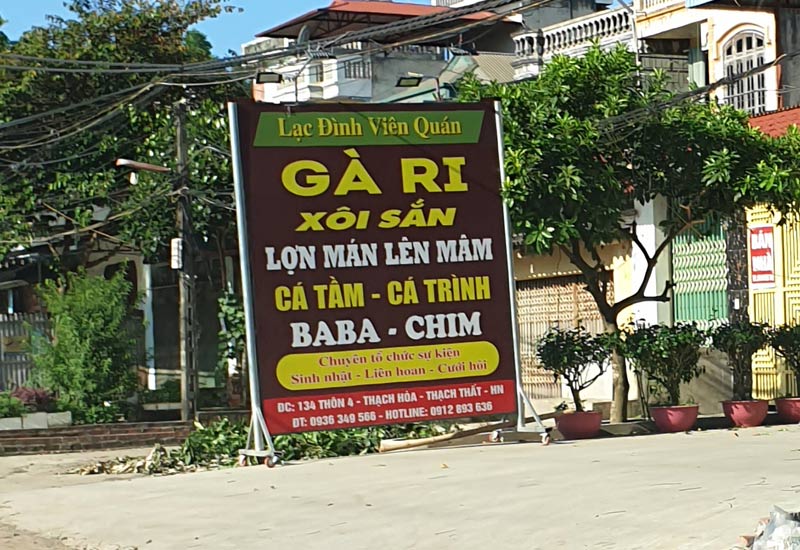 Lạc Đình Viên Quán
GÀ RI
XÔI SẮN
LỢN MÁN LÊN MÂM
CÁ TẦM - CÁ TRÌNH
BABA - CHIM
Chuyên tổ chức sự kiện
Sinh nhật - Liên hoan - Cưới hỏi
ĐC: 134 THÔN 4 - THẠCH HÒA - THẠCH THẤT - HN
ĐT: 0936 349 566 - HOTLINE: 0912 893 636
BÁN